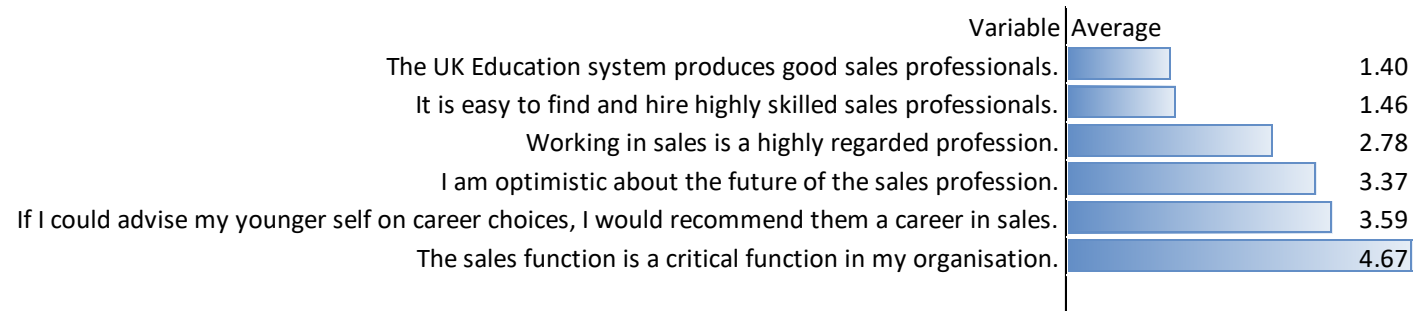 Variable Average
The UK Education system produces good sales professionals. 1.40
It is easy to find and hire highly skilled sales professionals. 1.46
Working in sales is a highly regarded profession. 2.78
I am optimistic about the future of the sales profession. 3.37
If I could advise my younger self on career choices, I would recommend them a career in sales. 3.59
The sales function is a critical function in my organisation. 4.67